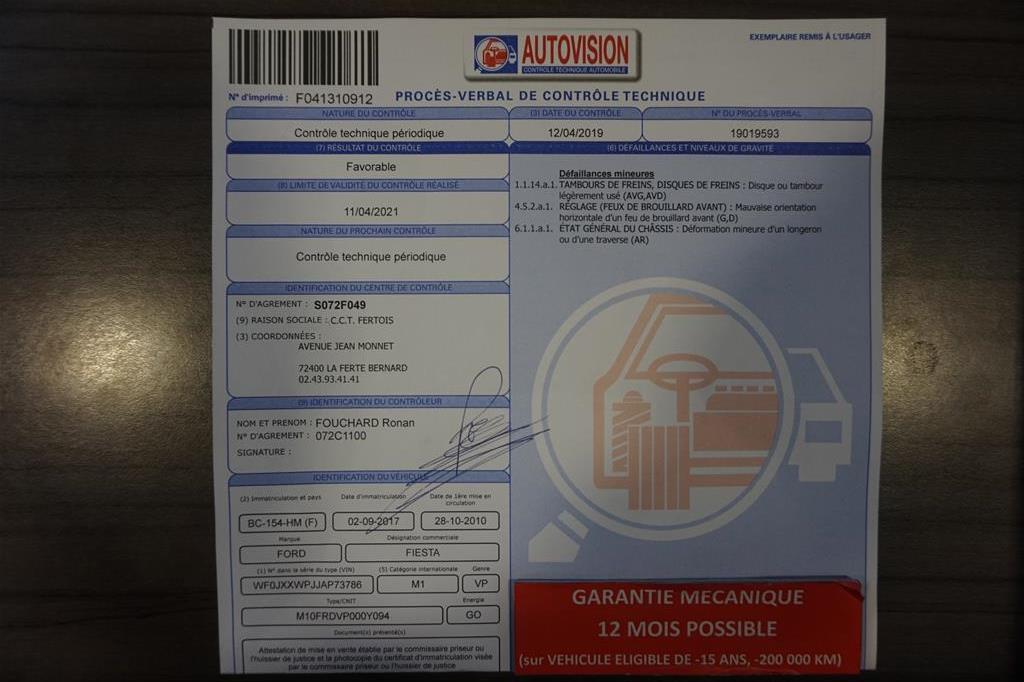 EXEMPLAIRE REMIS À L'USAGER
AUTOVISION
CONTRÔLE TECHNIQUE AUTOMOBILE
N° d'imprimé : F041310912
PROCÈS-VERBAL DE CONTRÔLE TECHNIQUE
NATURE DU CONTRÔLE
Contrôle technique périodique
(3) DATE DU CONTRÔLE
12/04/2019
N° DU PROCÈS-VERBAL
19019593
(7) RÉSULTAT DU CONTRÔLE
Favorable
(8) LIMITE DE VALIDITÉ DU CONTRÔLE RÉALISÉ
11/04/2021
NATURE DU PROCHAIN CONTRÔLE
Contrôle technique périodique
(6) DÉFAILLANCES ET NIVEAUX DE GRAVITÉ
Défaillances mineures
1.1.14.a.1. TAMBOURS DE FREINS, DISQUES DE FREINS : Disque ou tambour
légèrement usé (AVG,AVD)
4.5.2.a.1. RÉGLAGE (FEUX DE BROUILLARD AVANT) : Mauvaise orientation
horizontale d'un feu de brouillard avant (G,D)
6.1.1.a.1. ÉTAT GÉNÉRAL DU CHÂSSIS : Déformation mineure d'un longeron
ou d'une traverse (AR)
IDENTIFICATION DU CENTRE DE CONTRÔLE
N° D'AGREMENT : S072F049
(9) RAISON SOCIALE : C.C.T. FERTOIS
(3) COORDONNÉES :
AVENUE JEAN MONNET
72400 LA FERTE BERNARD
02.43.93.41.41
(9) IDENTIFICATION DU CONTRÔLEUR
NOM ET PRENOM : FOUCHARD Ronan
N° D'AGREMENT : 072C1100
SIGNATURE :
IDENTIFICATION DU VÉHICULE
(2) Immatriculation et pays
Date d'immatriculation
Date de 1ère mise en
circulation
BC-154-HM (F)
02-09-2017
28-10-2010
Marque
Désignation commerciale
FORD
FIESTA
(1) N° dans la série du type (VIN)
(5) Catégorie internationale
Genre
WF0JXXWPJJAP73786
M1
VP
Type/CNIT
Energie
M10FRDVP000Y094
GO
Document(s) présenté(s)
Attestation de mise en vente établie par le commissaire priseur ou
l'huissier de justice et la photocopie du certificat d'immatriculation visée
par le commissaire priseur ou l'huissier de justice
GARANTIE MECANIQUE
12 MOIS POSSIBLE
(sur VEHICULE ELIGIBLE DE -15 ANS, -200 000 KM)